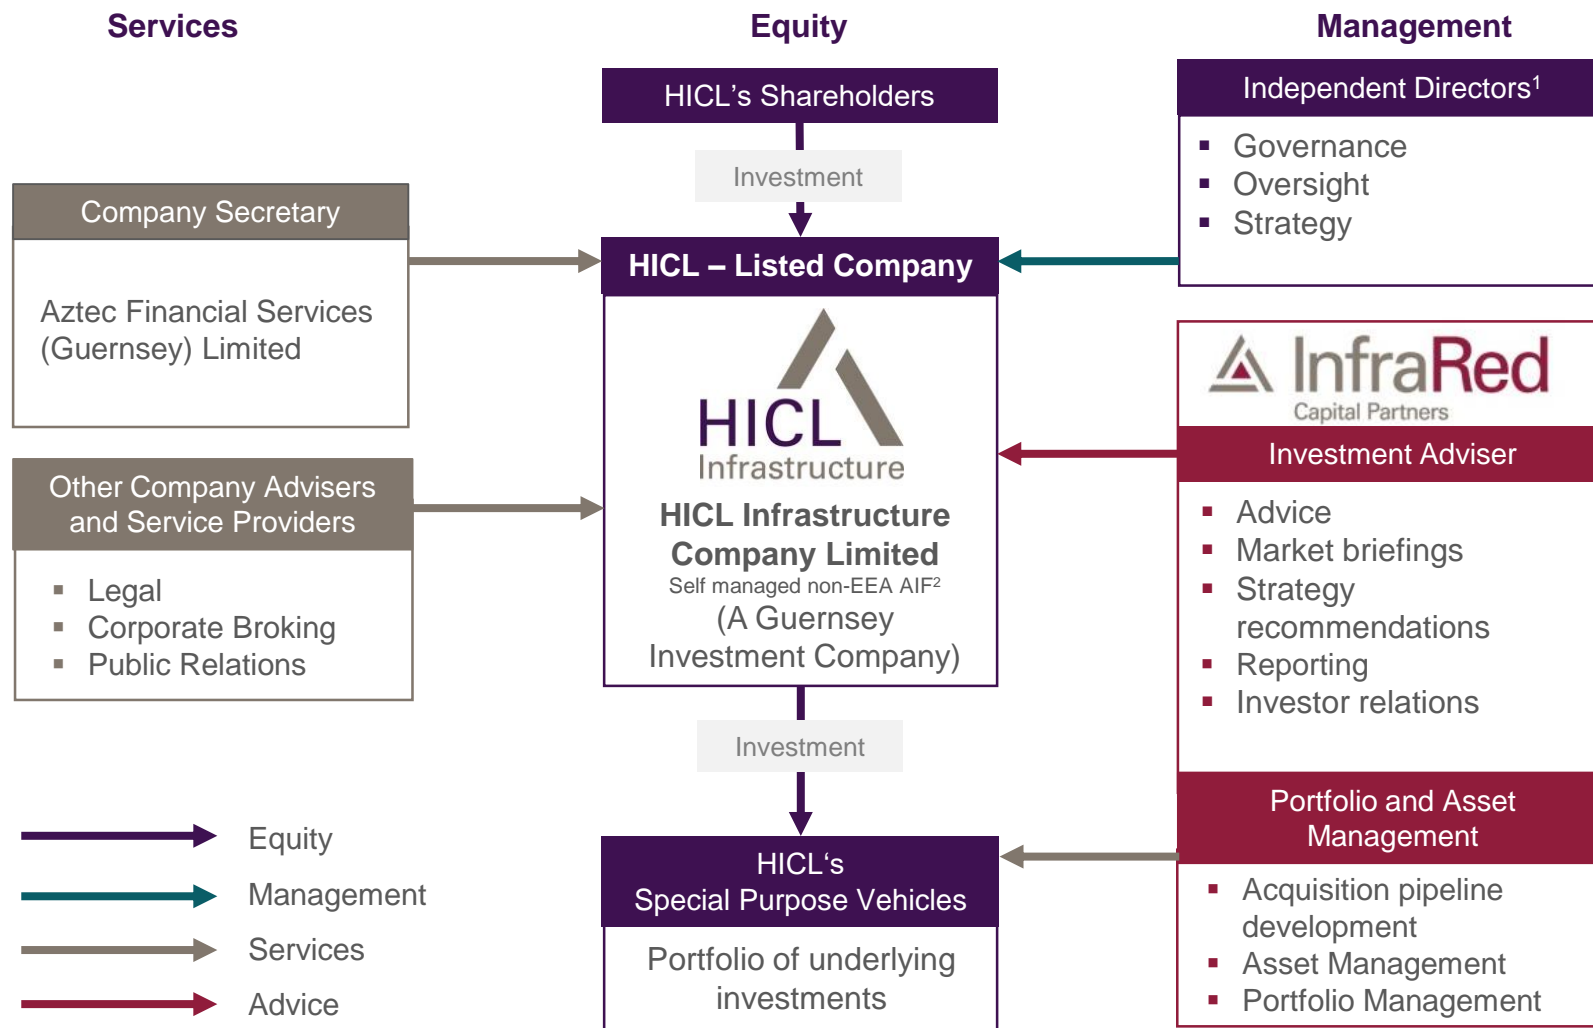 Services
Equity
Management
HICL's Shareholders
Investment
Independent Directors¹
▪ Governance
▪ Oversight
▪ Strategy
Company Secretary
Aztec Financial Services
(Guernsey) Limited
HICL – Listed Company
HICL
Infrastructure
HICL Infrastructure
Company Limited
Self managed non-EEA AIF²
(A Guernsey
Investment Company)
InfraRed
Capital Partners
Investment Adviser
▪ Advice
▪ Market briefings
▪ Strategy
recommendations
▪ Reporting
▪ Investor relations
Other Company Advisers
and Service Providers
▪ Legal
▪ Corporate Broking
▪ Public Relations
Investment
Portfolio and Asset
Management
▪ Acquisition pipeline
development
▪ Asset Management
▪ Portfolio Management
HICL‘s
Special Purpose Vehicles
Portfolio of underlying
investments
Equity
Management
Services
Advice